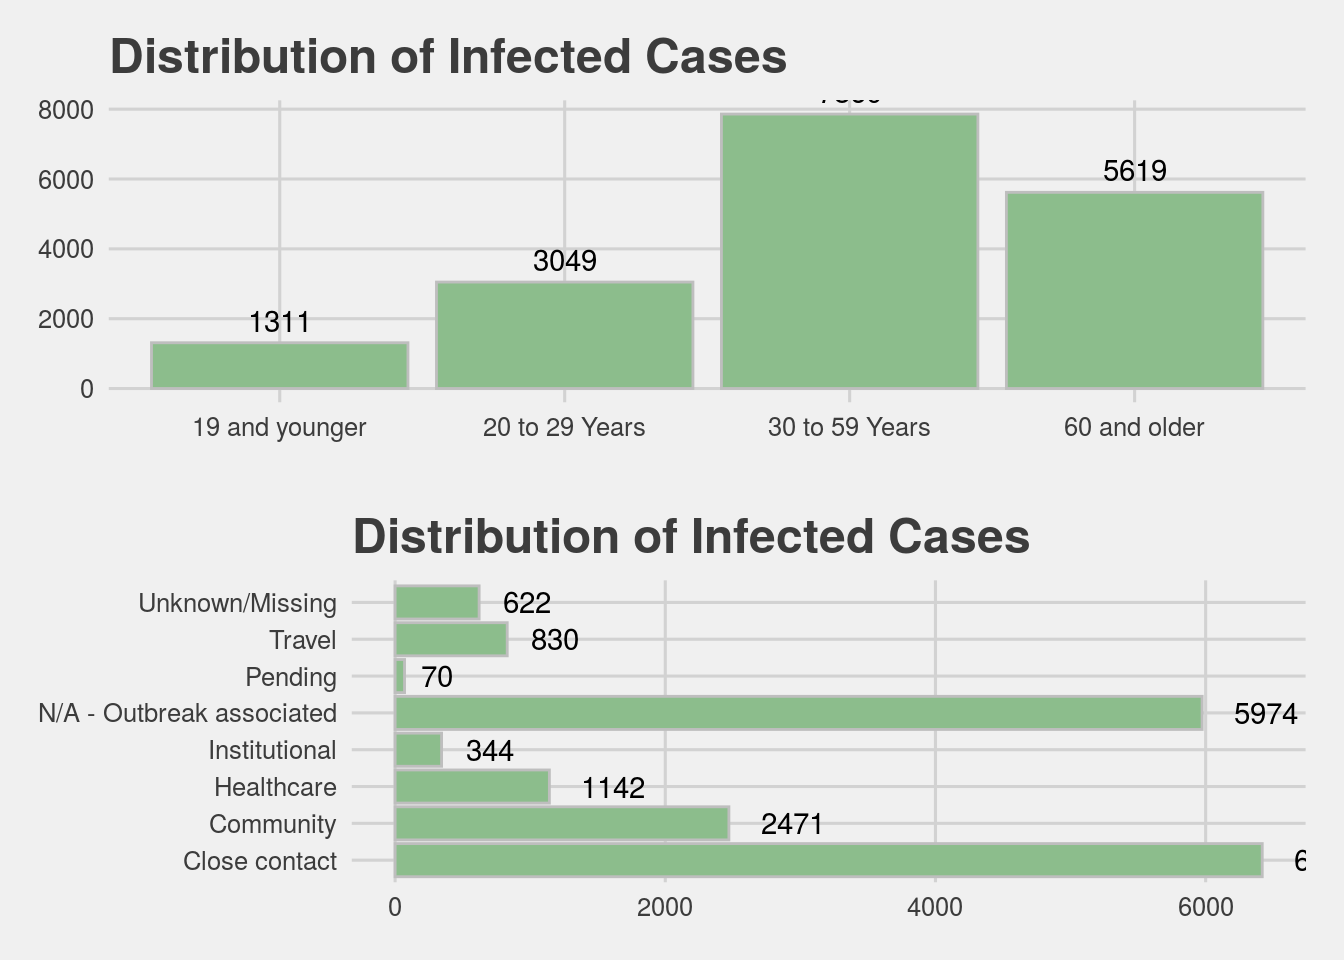 Distribution of Infected Cases
8000
6000
4000
2000
0
1311
3049
5619
19 and younger
20 to 29 Years
30 to 59 Years
60 and older
Distribution of Infected Cases
Unknown/Missing 622
Travel 830
Pending 70
N/A - Outbreak associated 5974
Institutional 344
Healthcare 1142
Community 2471
Close contact
0 2000 4000 6000